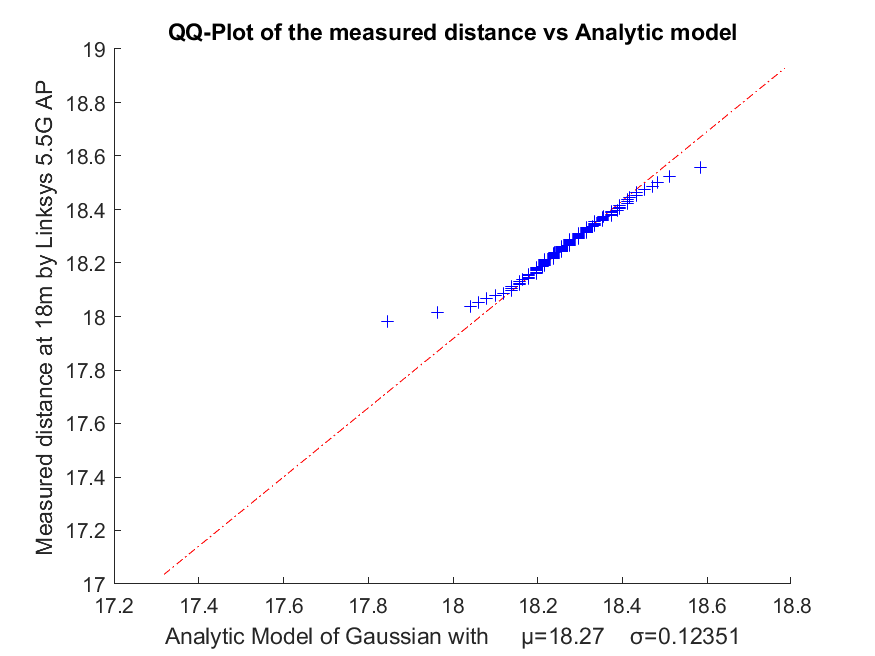 QQ-Plot of the measured distance vs Analytic model
Measured distance at 18m by Linksys 5.5G AP
19
18.8
18.6
18.4
18.2
18
17.8
17.6
17.4
17.2
17
17.2 17.4 17.6 17.8 18 18.2 18.4 18.6 18.8
Analytic Model of Gaussian with μ=18.27 σ=0.12351